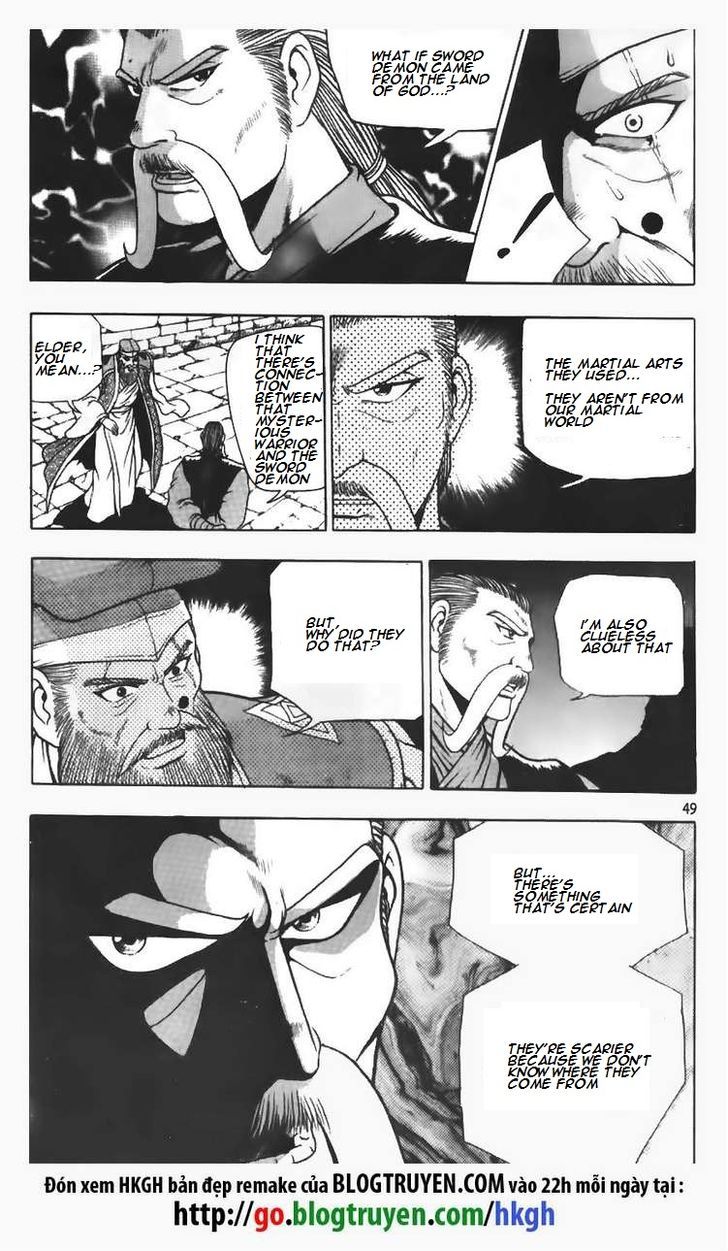 WHAT IF SWORD
DEMON CAME
FROM THE LAND
OF GOD...?
ELDER,
YOU
MEAN...?
I THINK
THAT
THERE'S
CONNEC-
TION
BETWEEN
THAT
MYSTER-
IOUS
WARRIOR
AND THE
SWORD
DEMON
THE MARTIAL ARTS
THEY USED...
THEY AREN'T FROM
OUR MARTIAL
WORLD
BUT,
WHY DID THEY
DO THAT?
I'M ALSO
CLUELESS
ABOUT THAT
49
BUT...
THERE'S
SOMETHING
THAT'S CERTAIN
THEY'RE SCARIER
BECAUSE WE DON'T
KNOW WHERE THEY
COME FROM
Đón xem HKGH bản đẹp remake của BLOGTRUYEN.COM vào 22h mỗi ngày tại :
http://go.blogtruyen.com/hkgh